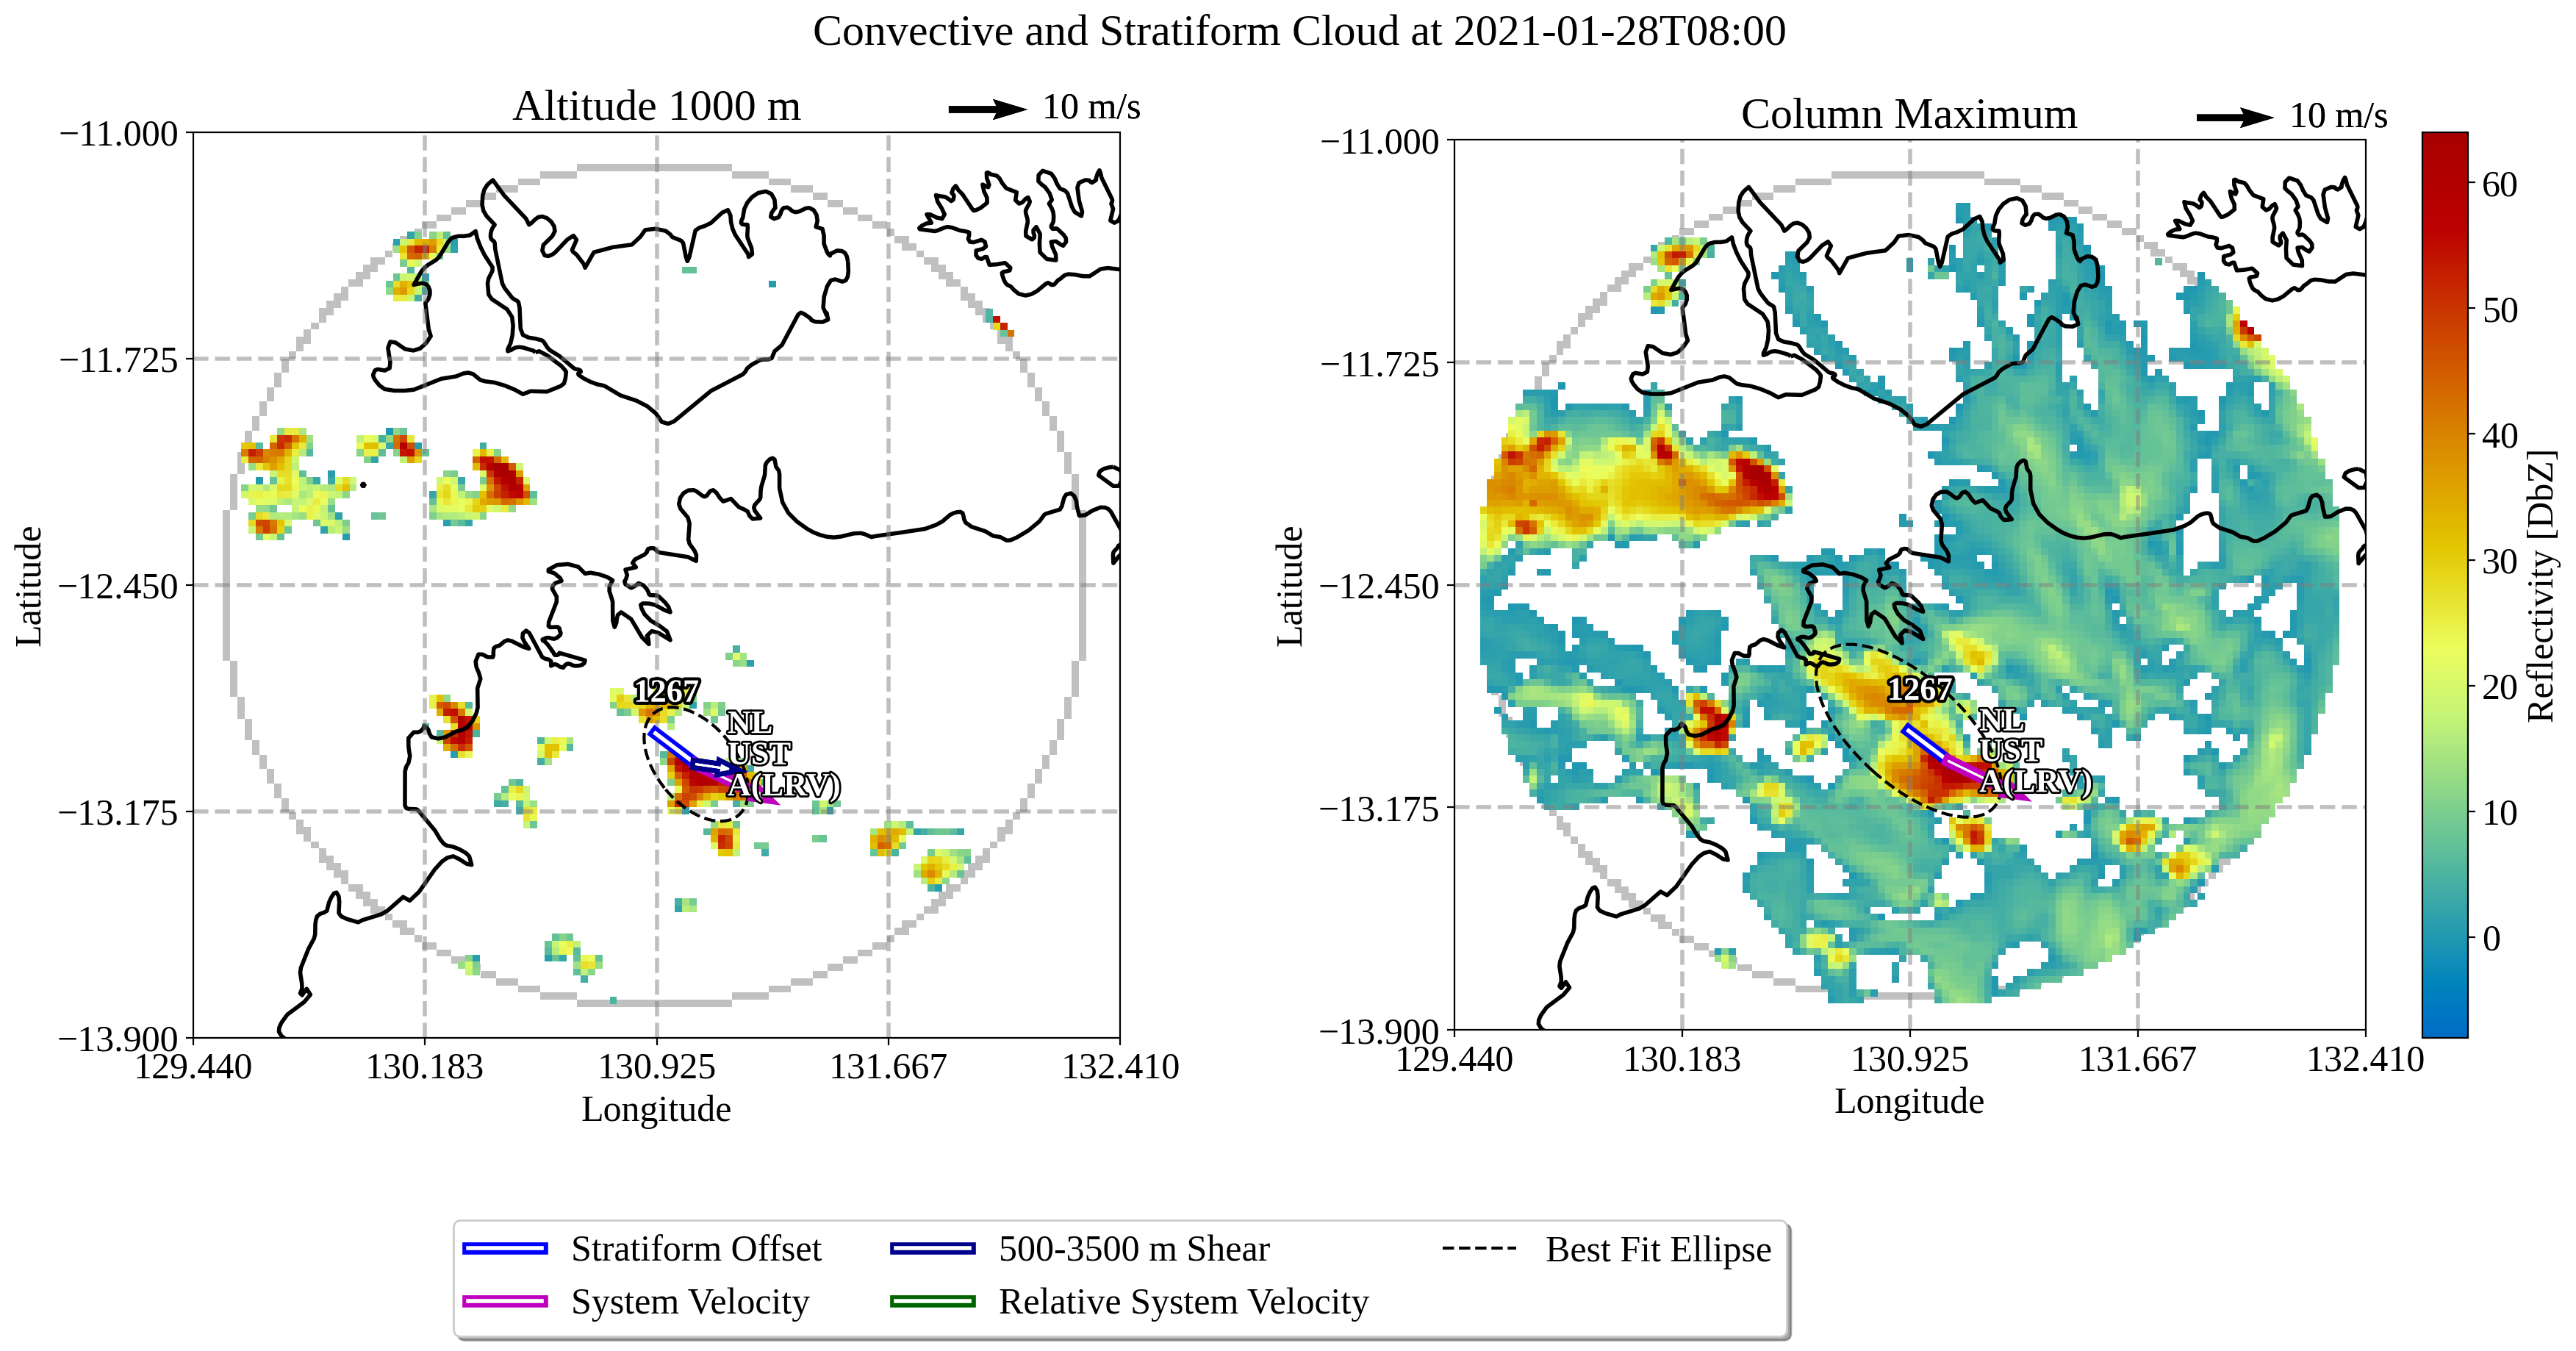 Convective and Stratiform Cloud at 2021-01-28T08:00
Altitude 1000 m
10 m/s
−11.000
−11.725
−12.450
−13.175
−13.900
Latitude
129.440
130.183
130.925
131.667
132.410
Longitude
1267
NL
UST
A(LRV)
Column Maximum
10 m/s
−11.000
−11.725
−12.450
−13.175
−13.900
Latitude
129.440
130.183
130.925
131.667
132.410
Longitude
1267
NL
UST
A(LRV)
60
50
40
30
20
10
0
Reflectivity [DbZ]
Stratiform Offset
500-3500 m Shear
Best Fit Ellipse
System Velocity
Relative System Velocity